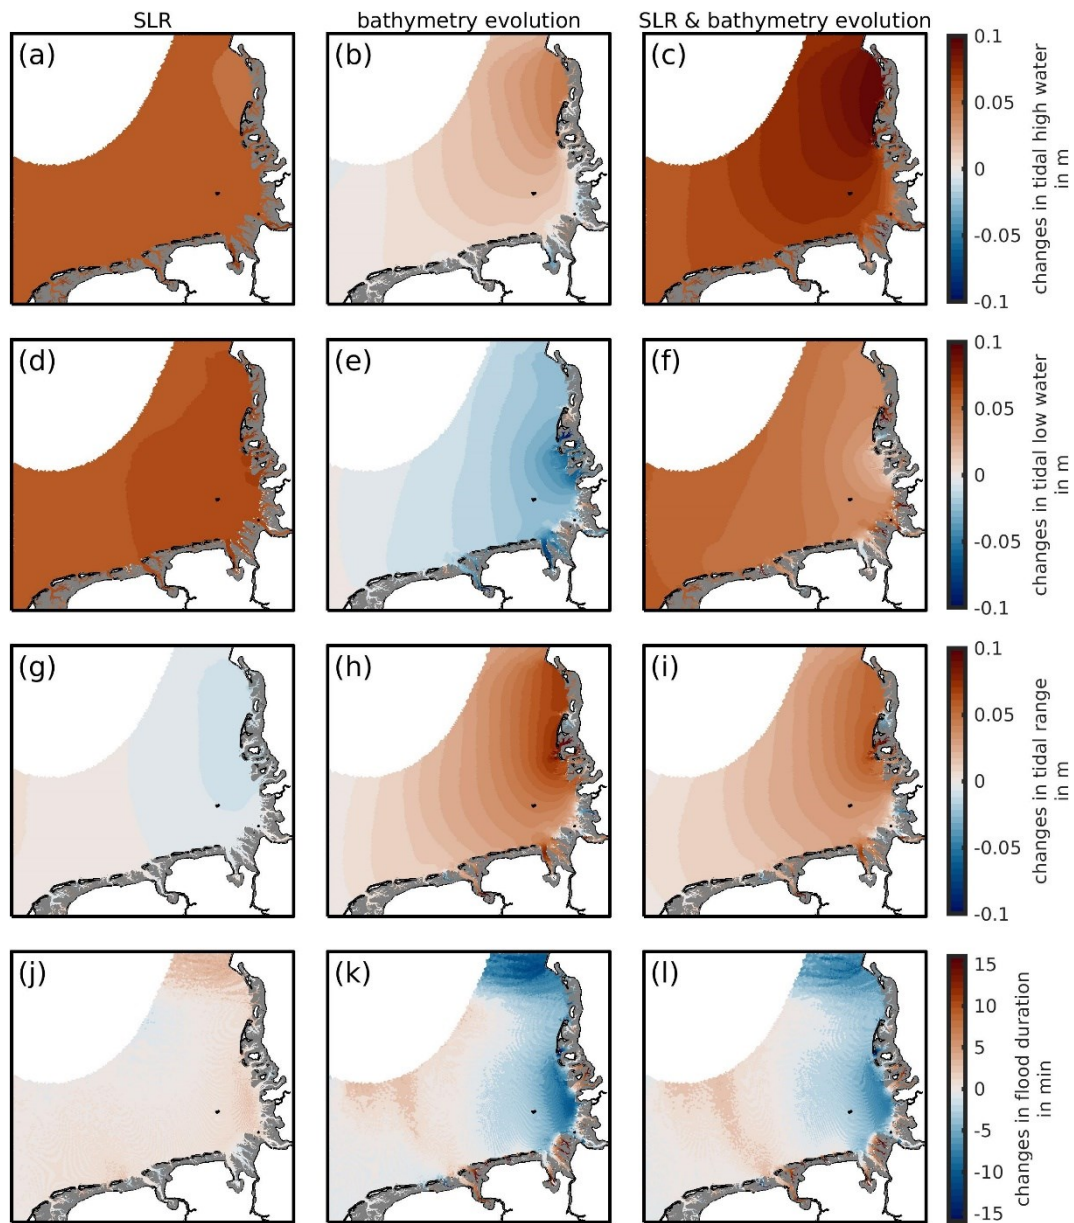 SLR bathymetry evolution SLR & bathymetry evolution
(a) (b) (c)
0.1
0.05
0
-0.05
-0.1
changes in tidal high water
in m
(d) (e) (f)
0.1
0.05
0
-0.05
-0.1
changes in tidal low water
in m
(g) (h) (i)
0.1
0.05
0
-0.05
-0.1
changes in tidal range
in m
(j) (k) (l)
15
10
5
0
-5
-10
-15
changes in flood duration
in min